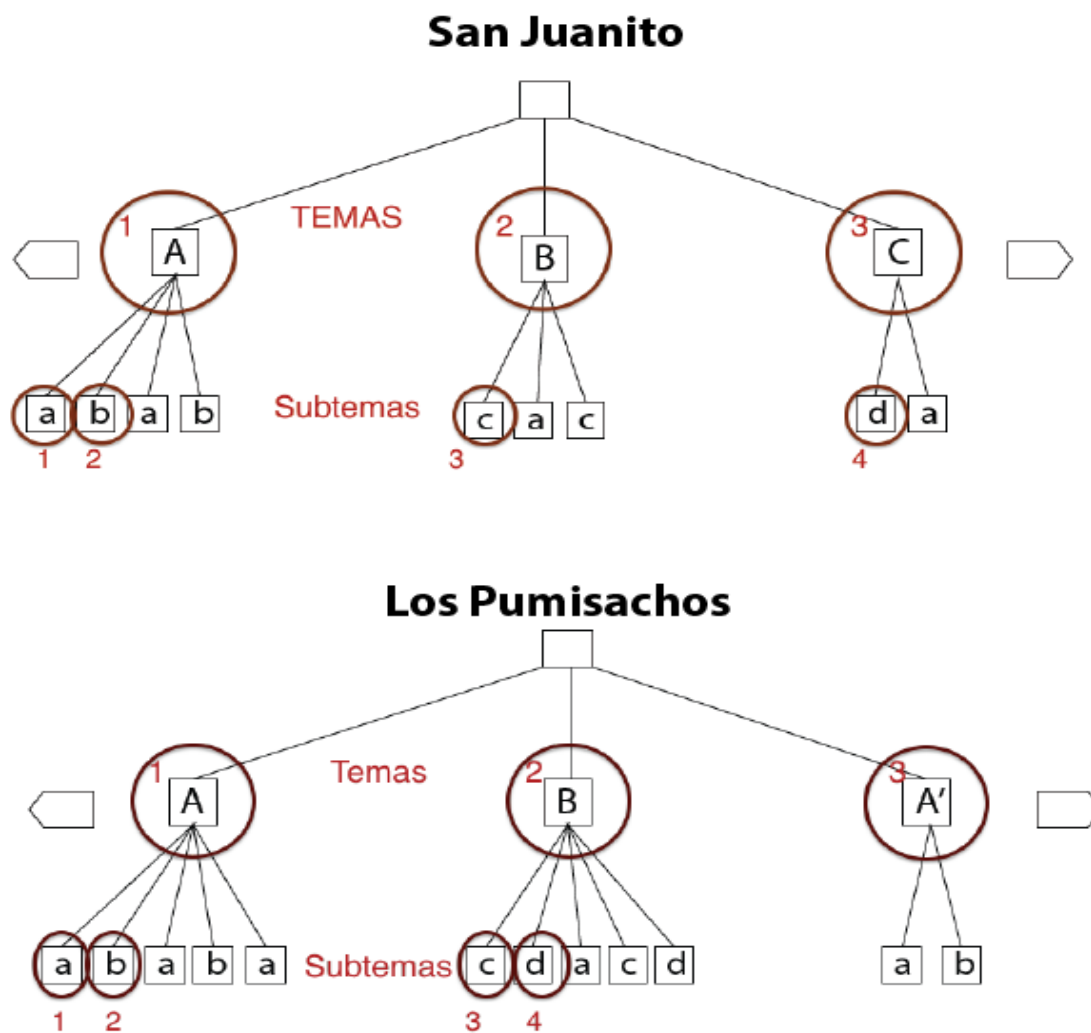 San Juanito
1 TEMAS 2 3
A B C
a b a b Subtemas c a c d a
1 2 3 4
Los Pumisachos
1 Temas 2 3
A B A’
a b a b a Subtemas c d a c d a b
1 2 3 4